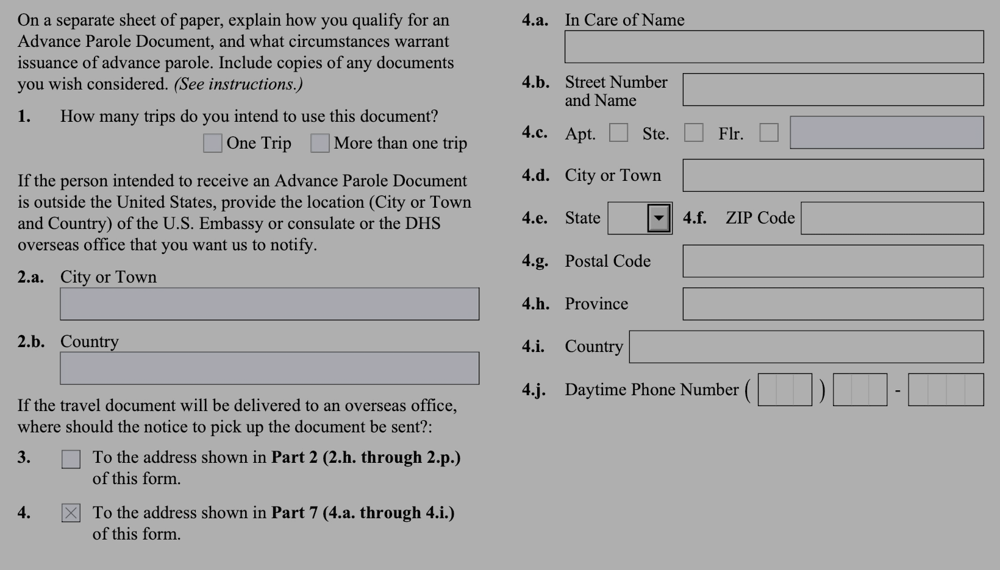 On a separate sheet of paper, explain how you qualify for an
Advance Parole Document, and what circumstances warrant
issuance of advance parole. Include copies of any documents
you wish considered. (See instructions.)
1. How many trips do you intend to use this document?
One Trip More than one trip
If the person intended to receive an Advance Parole Document
is outside the United States, provide the location (City or Town
and Country) of the U.S. Embassy or consulate or the DHS
overseas office that you want us to notify.
2.a. City or Town
2.b. Country
If the travel document will be delivered to an overseas office,
where should the notice to pick up the document be sent?:
3. To the address shown in Part 2 (2.h. through 2.p.)
of this form.
4. To the address shown in Part 7 (4.a. through 4.i.)
of this form.
4.a. In Care of Name
4.b. Street Number
and Name
4.c. Apt. Ste. Flr.
4.d. City or Town
4.e. State 4.f. ZIP Code
4.g. Postal Code
4.h. Province
4.i. Country
4.j. Daytime Phone Number ( ) -